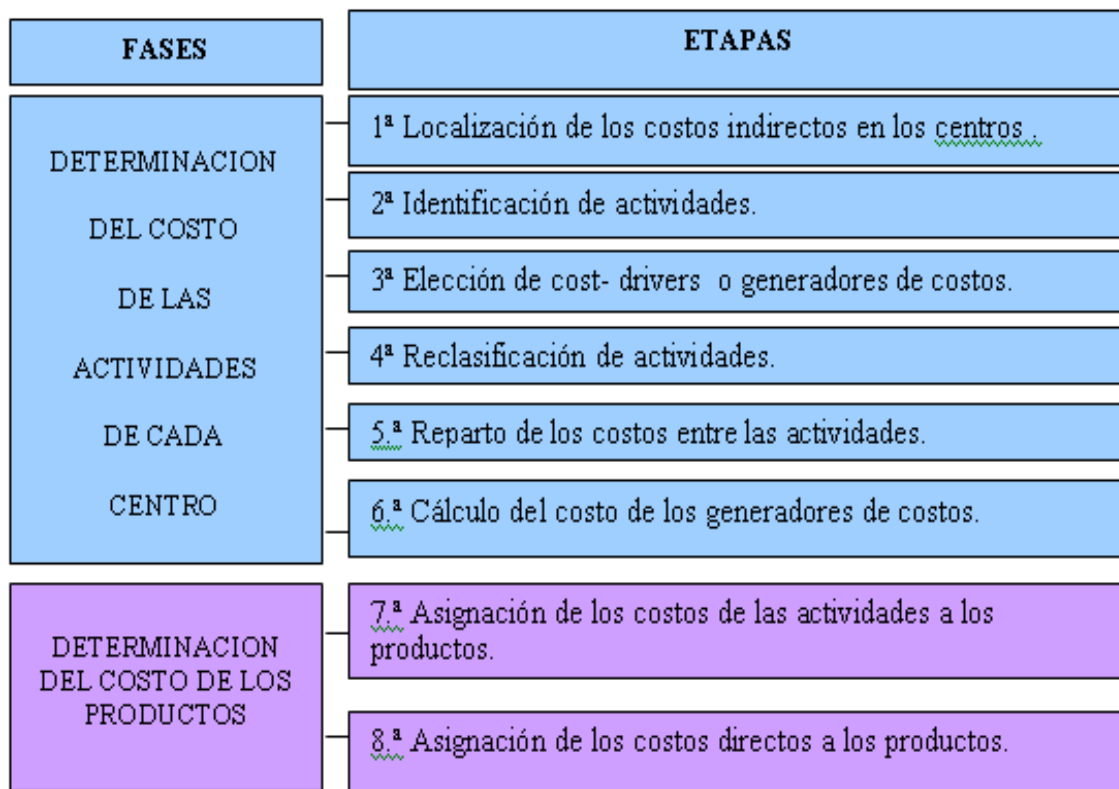 FASES
ETAPAS
DETERMINACION
DEL COSTO
DE LAS
ACTIVIDADES
DE CADA
CENTRO
1ª Localización de los costos indirectos en los centros .
2ª Identificación de actividades.
3ª Elección de cost- drivers o generadores de costos.
4ª Reclasificación de actividades.
5.ª Reparto de los costos entre las actividades.
6.ª Cálculo del costo de los generadores de costos.
DETERMINACION
DEL COSTO DE LOS
PRODUCTOS
7.ª Asignación de los costos de las actividades a los
productos.
8.ª Asignación de los costos directos a los productos.